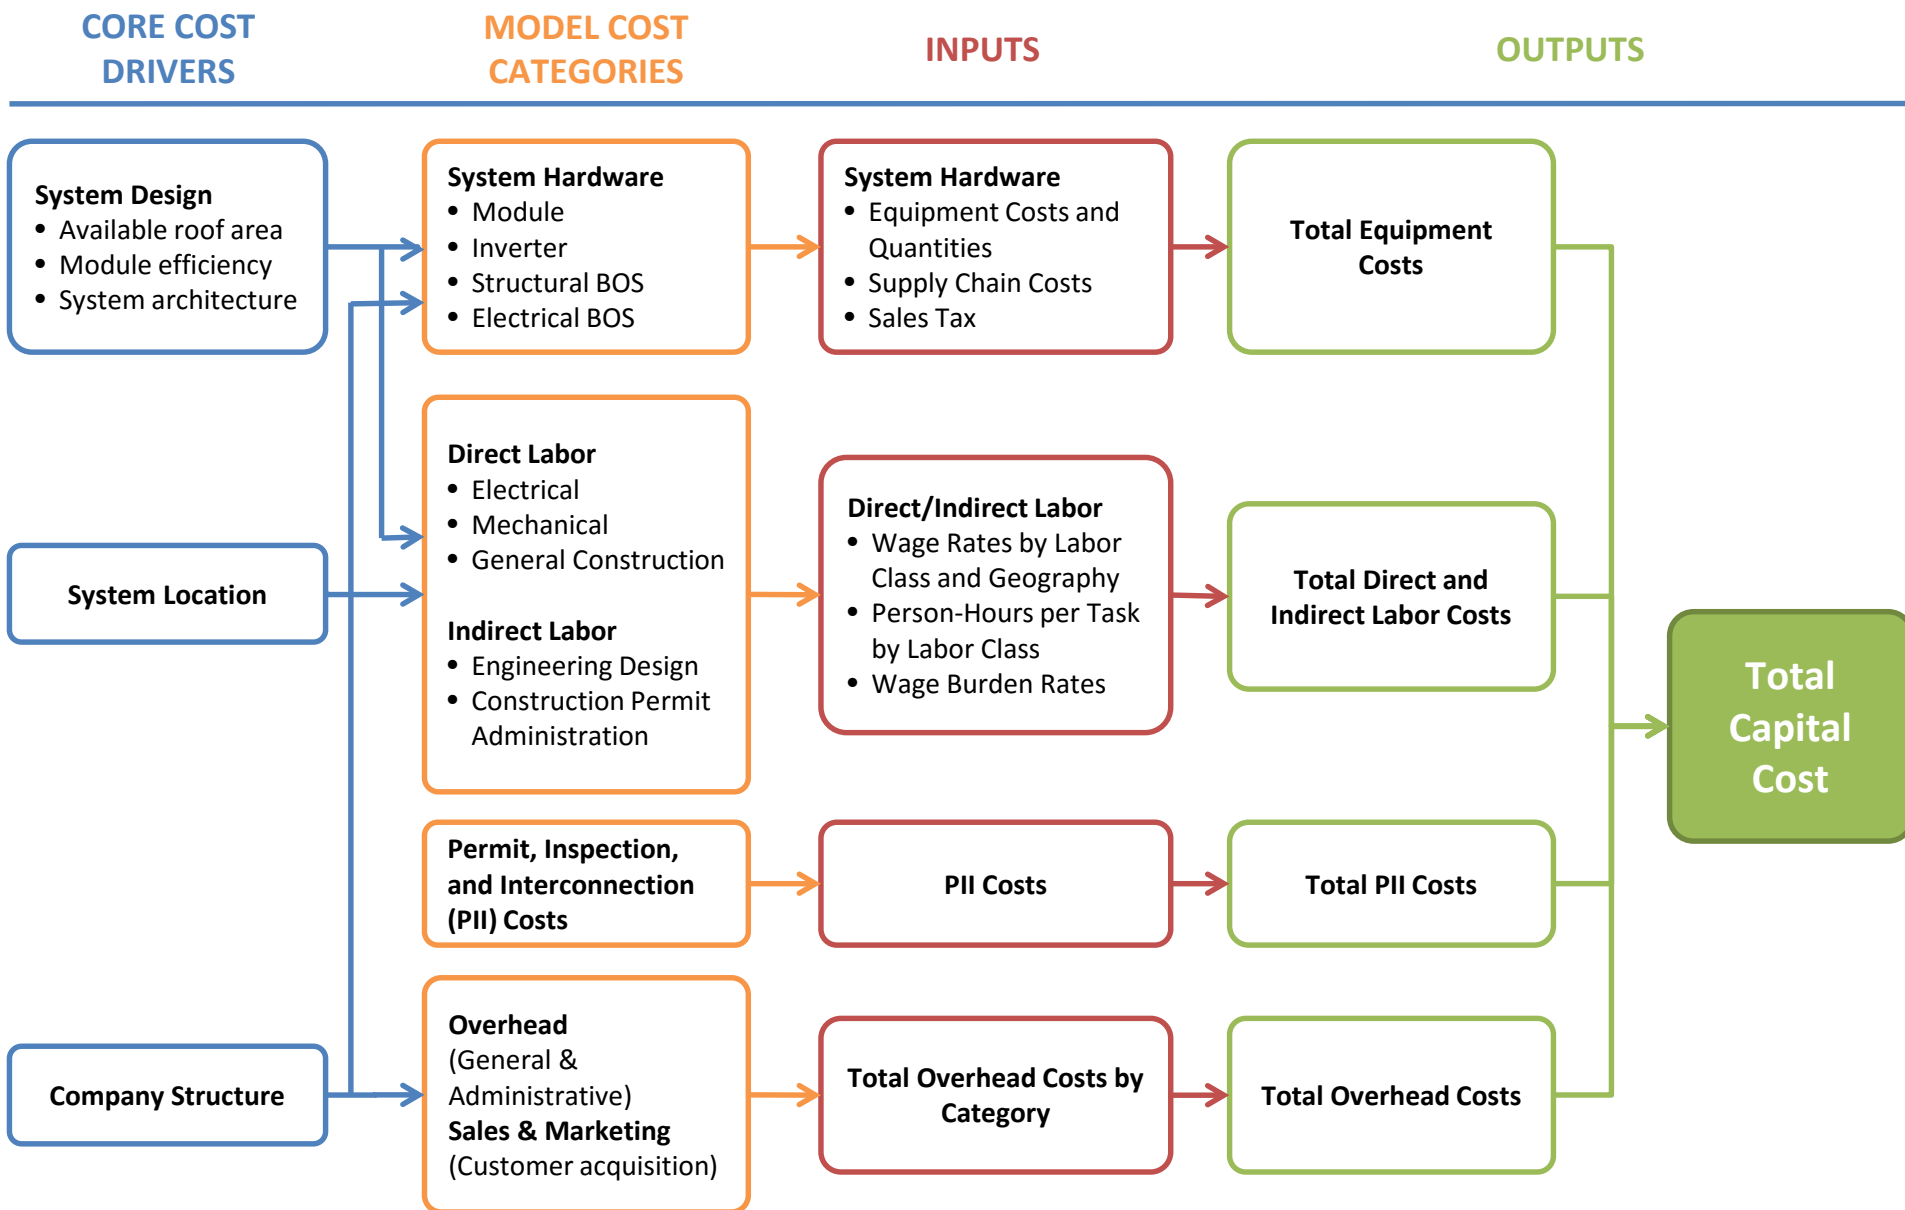 CORE COST
DRIVERS
MODEL COST
CATEGORIES
INPUTS
OUTPUTS
System Design
• Available roof area
• Module efficiency
• System architecture
System Hardware
• Module
• Inverter
• Structural BOS
• Electrical BOS
System Hardware
• Equipment Costs and
Quantities
• Supply Chain Costs
• Sales Tax
Total Equipment
Costs
System Location
Direct Labor
• Electrical
• Mechanical
• General Construction
Indirect Labor
• Engineering Design
• Construction Permit
Administration
Direct/Indirect Labor
• Wage Rates by Labor
Class and Geography
• Person-Hours per Task
by Labor Class
• Wage Burden Rates
Total Direct and
Indirect Labor Costs
Total
Capital
Cost
Permit, Inspection,
and Interconnection
(PII) Costs
PII Costs
Total PII Costs
Company Structure
Overhead
(General &
Administrative)
Sales & Marketing
(Customer acquisition)
Total Overhead Costs by
Category
Total Overhead Costs